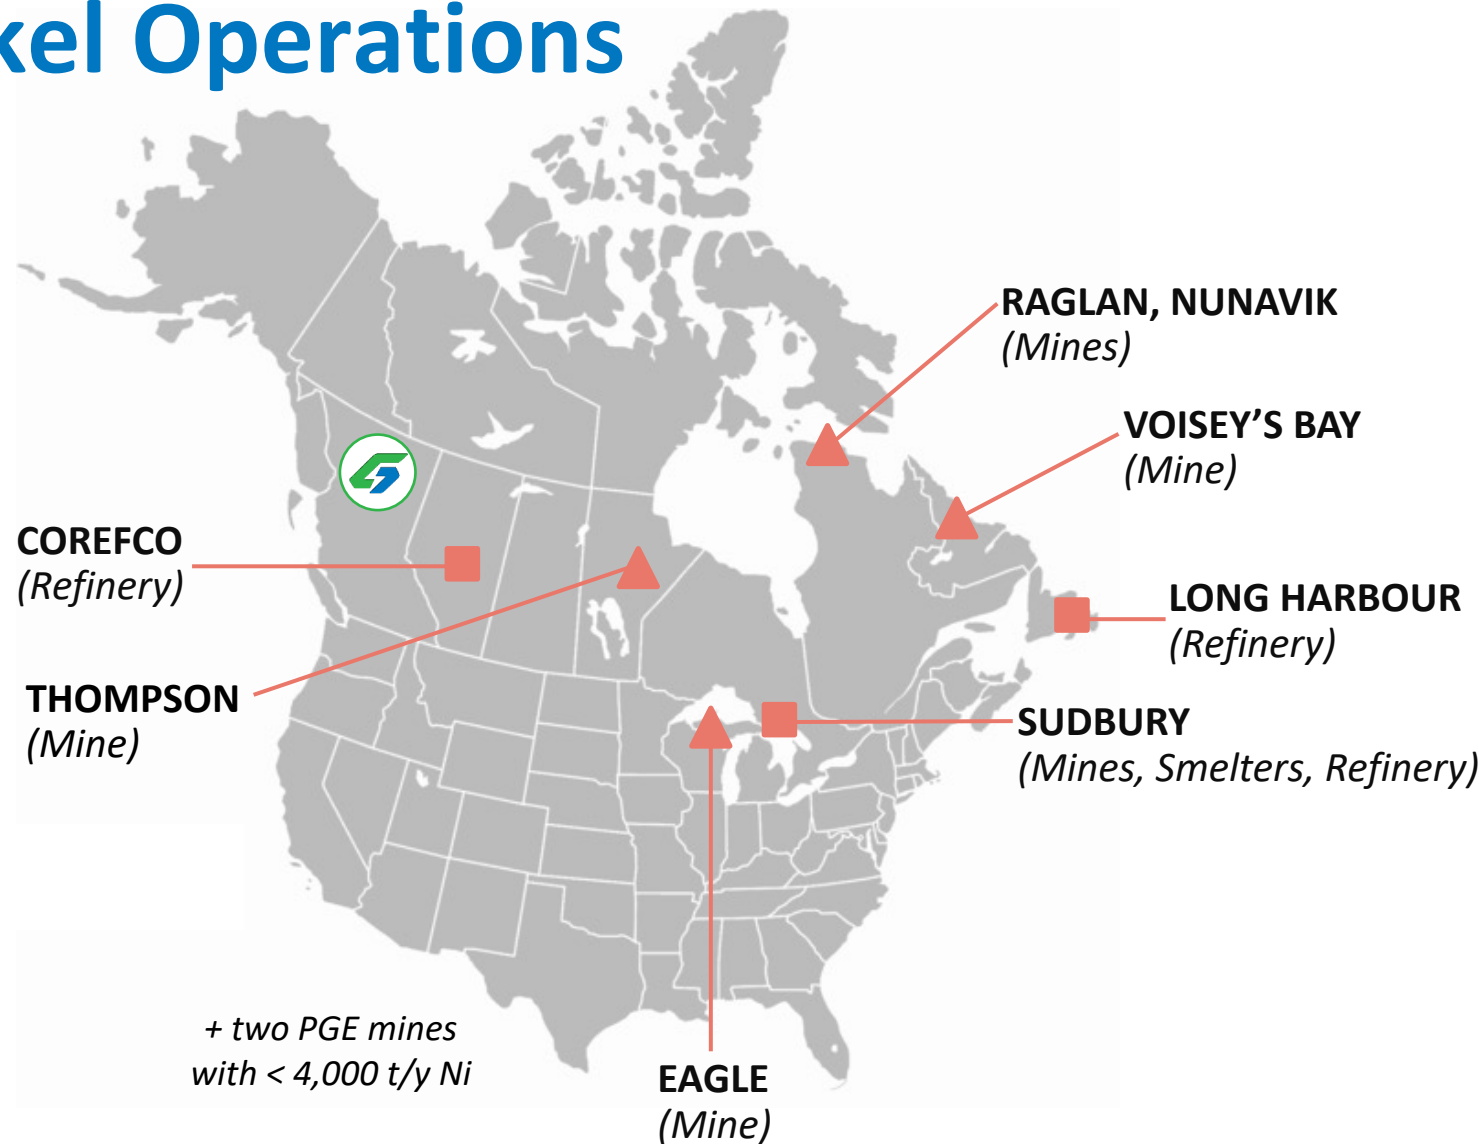 kel Operations
RAGLAN, NUNAVIK
(Mines)
VOISEY’S BAY
(Mine)
COREFCO
(Refinery)
LONG HARBOUR
(Refinery)
THOMPSON
(Mine)
SUDBURY
(Mines, Smelters, Refinery)
+ two PGE mines
with < 4,000 t/y Ni
EAGLE
(Mine)